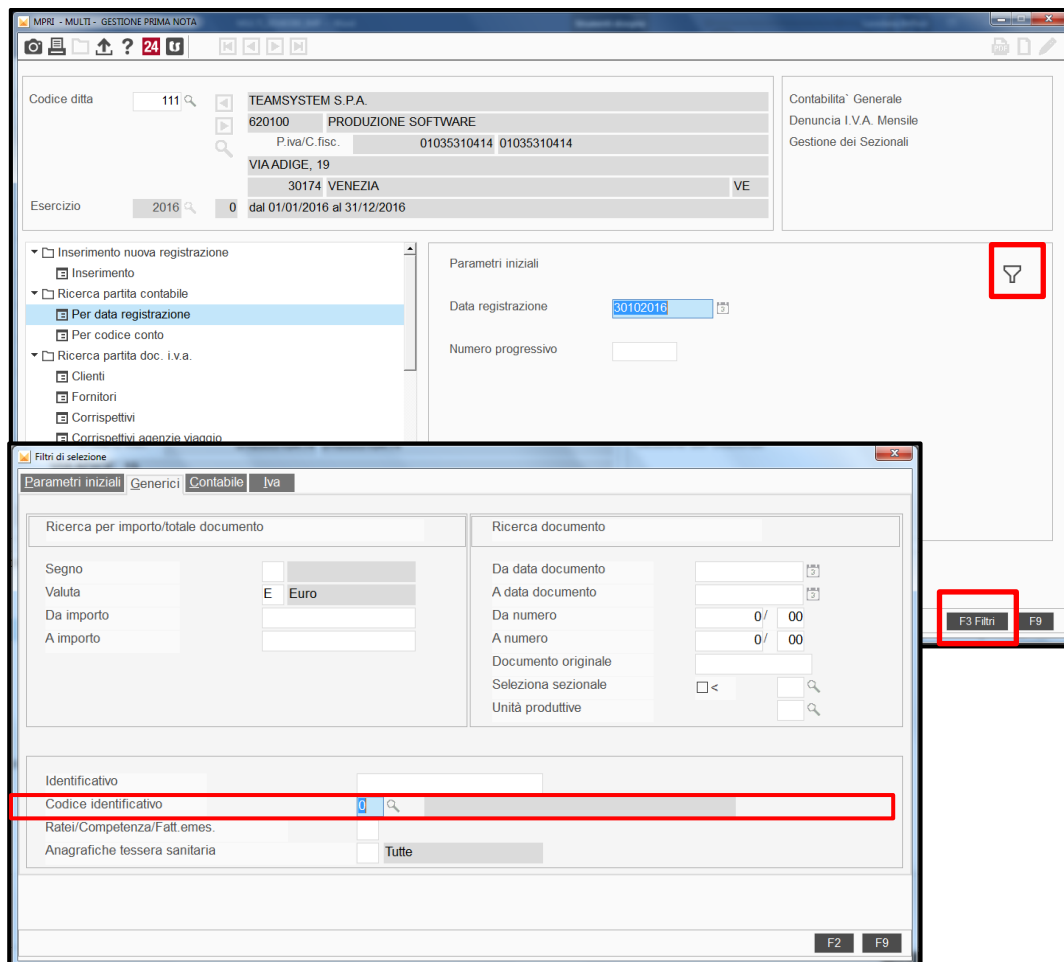 MPRI - MULTI - GESTIONE PRIMA NOTA
? 24
Codice ditta 111 TEAMSYSTEM S.P.A.
620100 PRODUZIONE SOFTWARE
P.iva/C.fisc. 01035310414 01035310414
VIA ADIGE, 19
30174 VENEZIA VE
Esercizio 2016 0 dal 01/01/2016 al 31/12/2016
Contabilita` Generale
Denuncia I.V.A. Mensile
Gestione dei Sezionali
Inserimento nuova registrazione
Inserimento
Ricerca partita contabile
Per data registrazione
Per codice conto
Ricerca partita doc. i.v.a.
Clienti
Fornitori
Corrispettivi
Corrispettivi agenzie viaggio
Parametri iniziali
Data registrazione 30102016
Numero progressivo
F3 Filtri F9
Filtri di selezione
Parametri iniziali Generici Contabile Iva
Ricerca per importo/totale documento
Segno
Valuta E Euro
Da importo
A importo
Ricerca documento
Da data documento
A data documento
Da numero 0/ 00
A numero 0/ 00
Documento originale
Seleziona sezionale <
Unità produttive
Identificativo
Codice identificativo 0
Ratei/Competenza/Fatt.emes.
Anagrafiche tessera sanitaria Tutte
F2 F9